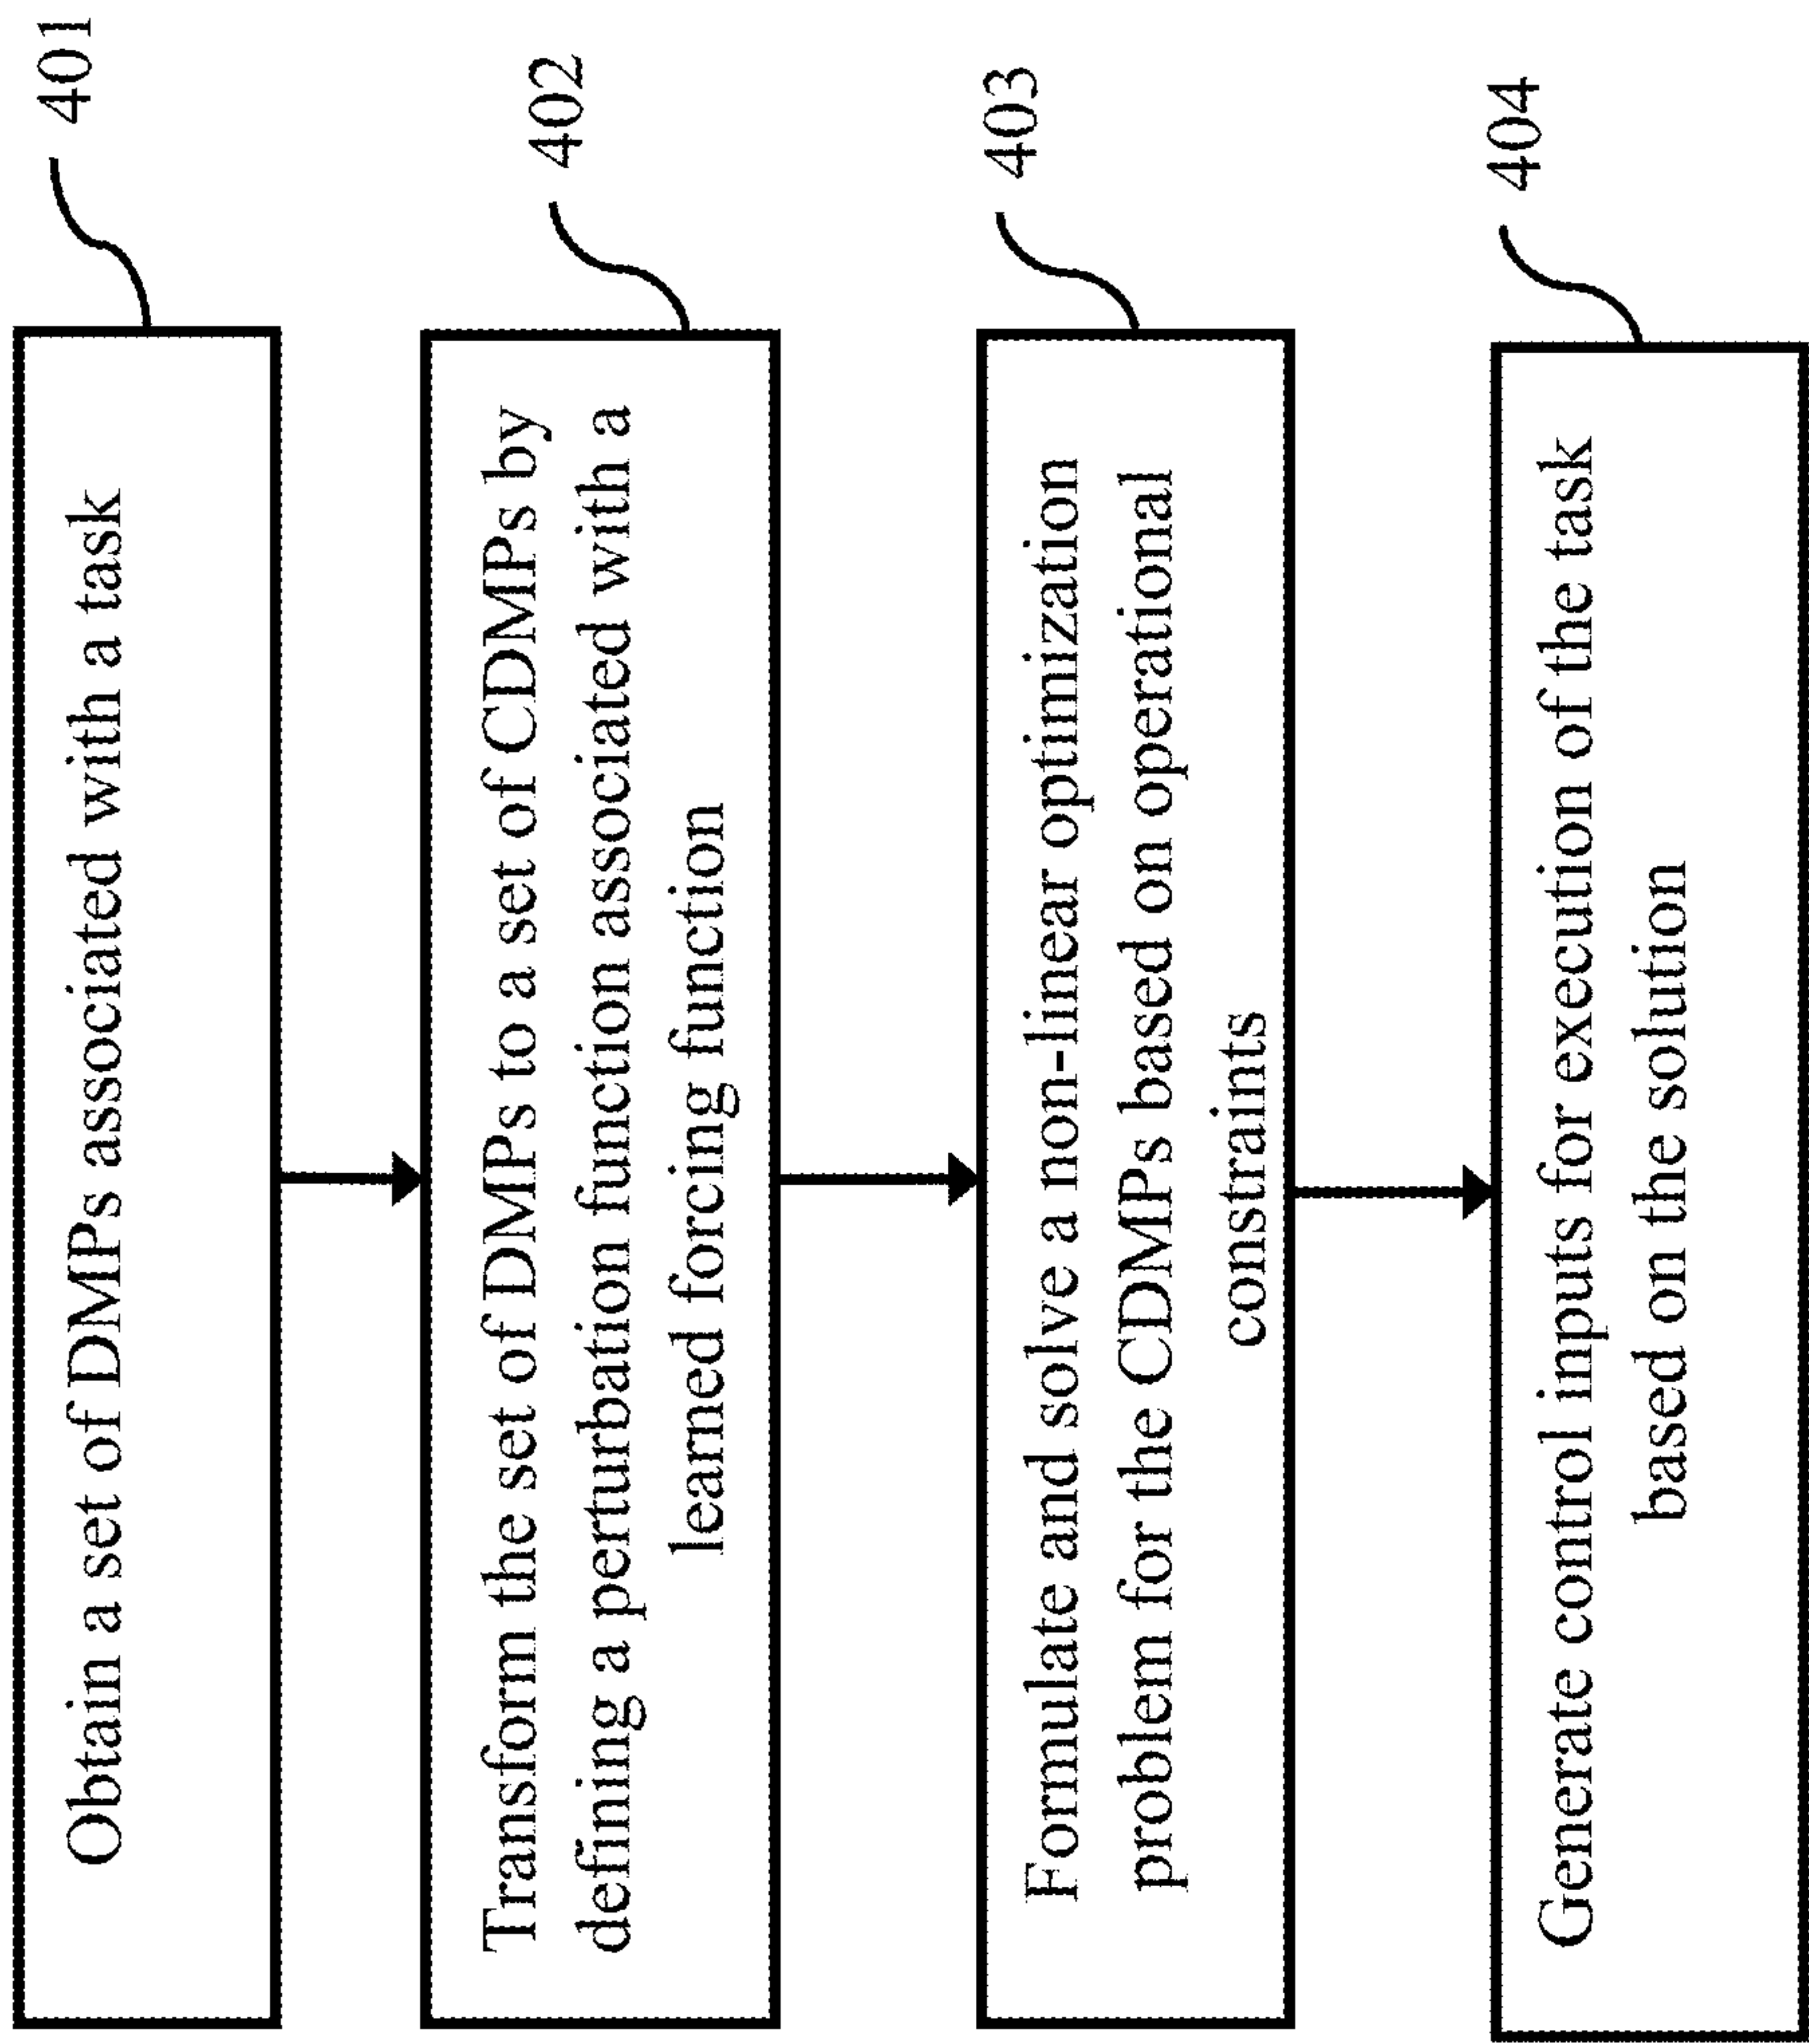 Obtain a set of DMPs associated with a task
401
Transform the set of DMPs to a set of CDMPs by
defining a perturbation function associated with a
learned forcing function
402
Formulate and solve a non-linear optimization
problem for the CDMPs based on operational
constraints
403
Generate control inputs for execution of the task
based on the solution
404